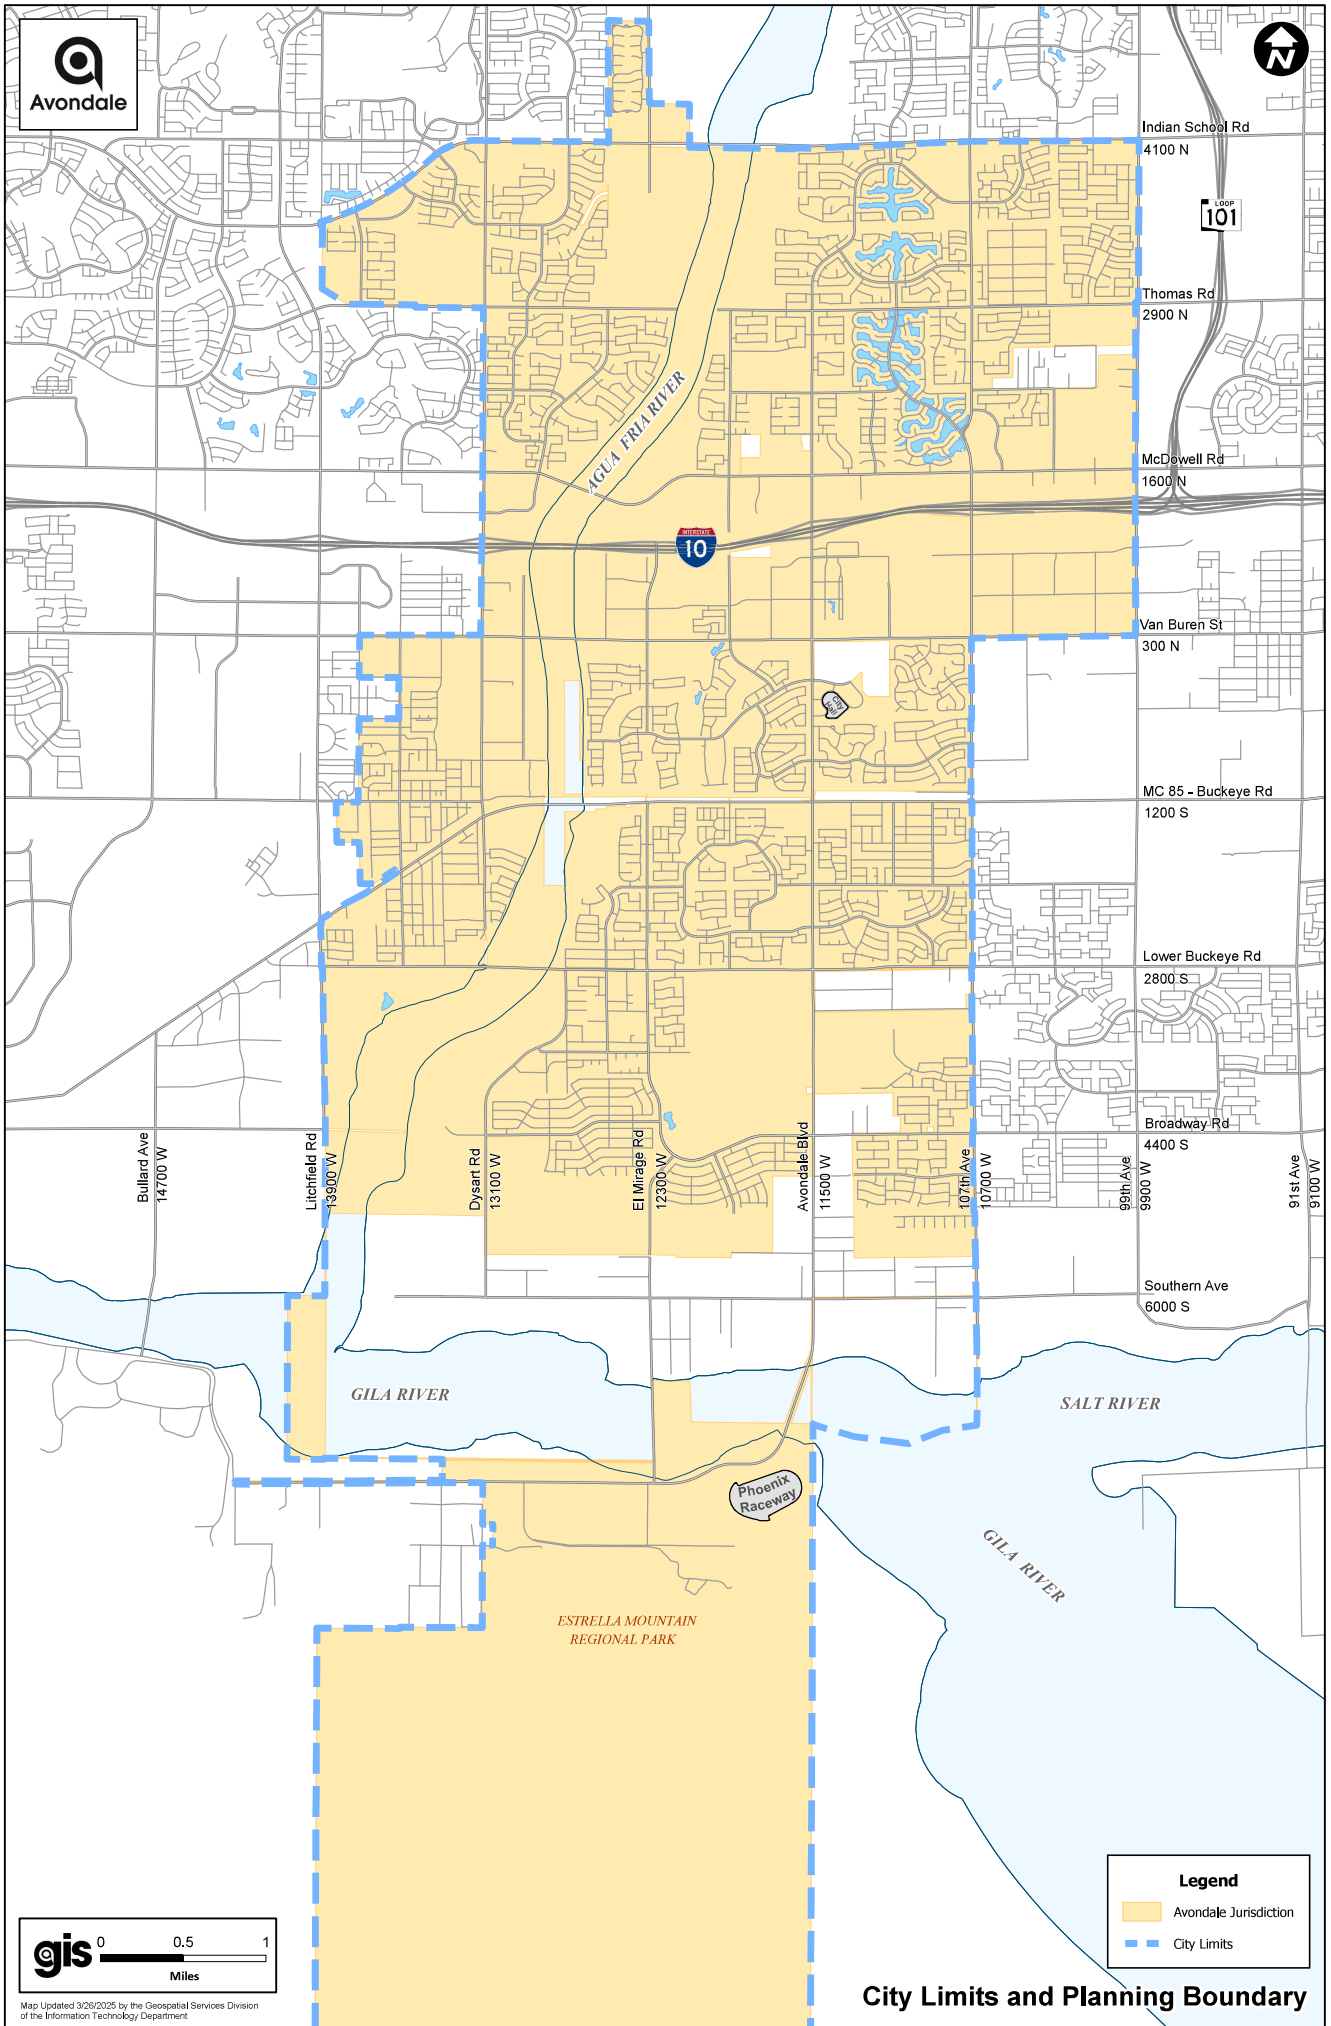 Avondale
N
Indian School Rd
4100 N
LOOP
101
Thomas Rd
2900 N
AGUA FRIA RIVER
McDowell Rd
1600 N
INTERSTATE
10
Van Buren St
300 N
City
Hall
MC 85 - Buckeye Rd
1200 S
Lower Buckeye Rd
2800 S
Broadway Rd
4400 S
Bullard Ave
14700 W
Litchfield Rd
13900 W
Dysart Rd
13100 W
El Mirage Rd
12300 W
Avondale Blvd
11500 W
107th Ave
10700 W
99th Ave
9900 W
91st Ave
9100 W
Southern Ave
6000 S
GILA RIVER
SALT RIVER
Phoenix
Raceway
GILA RIVER
ESTRELLA MOUNTAIN
REGIONAL PARK
Legend
Avondale Jurisdiction
City Limits
gis
0 0.5 1
Miles
City Limits and Planning Boundary
Map Updated 3/26/2025 by the Geospatial Services Division
of the Information Technology Department